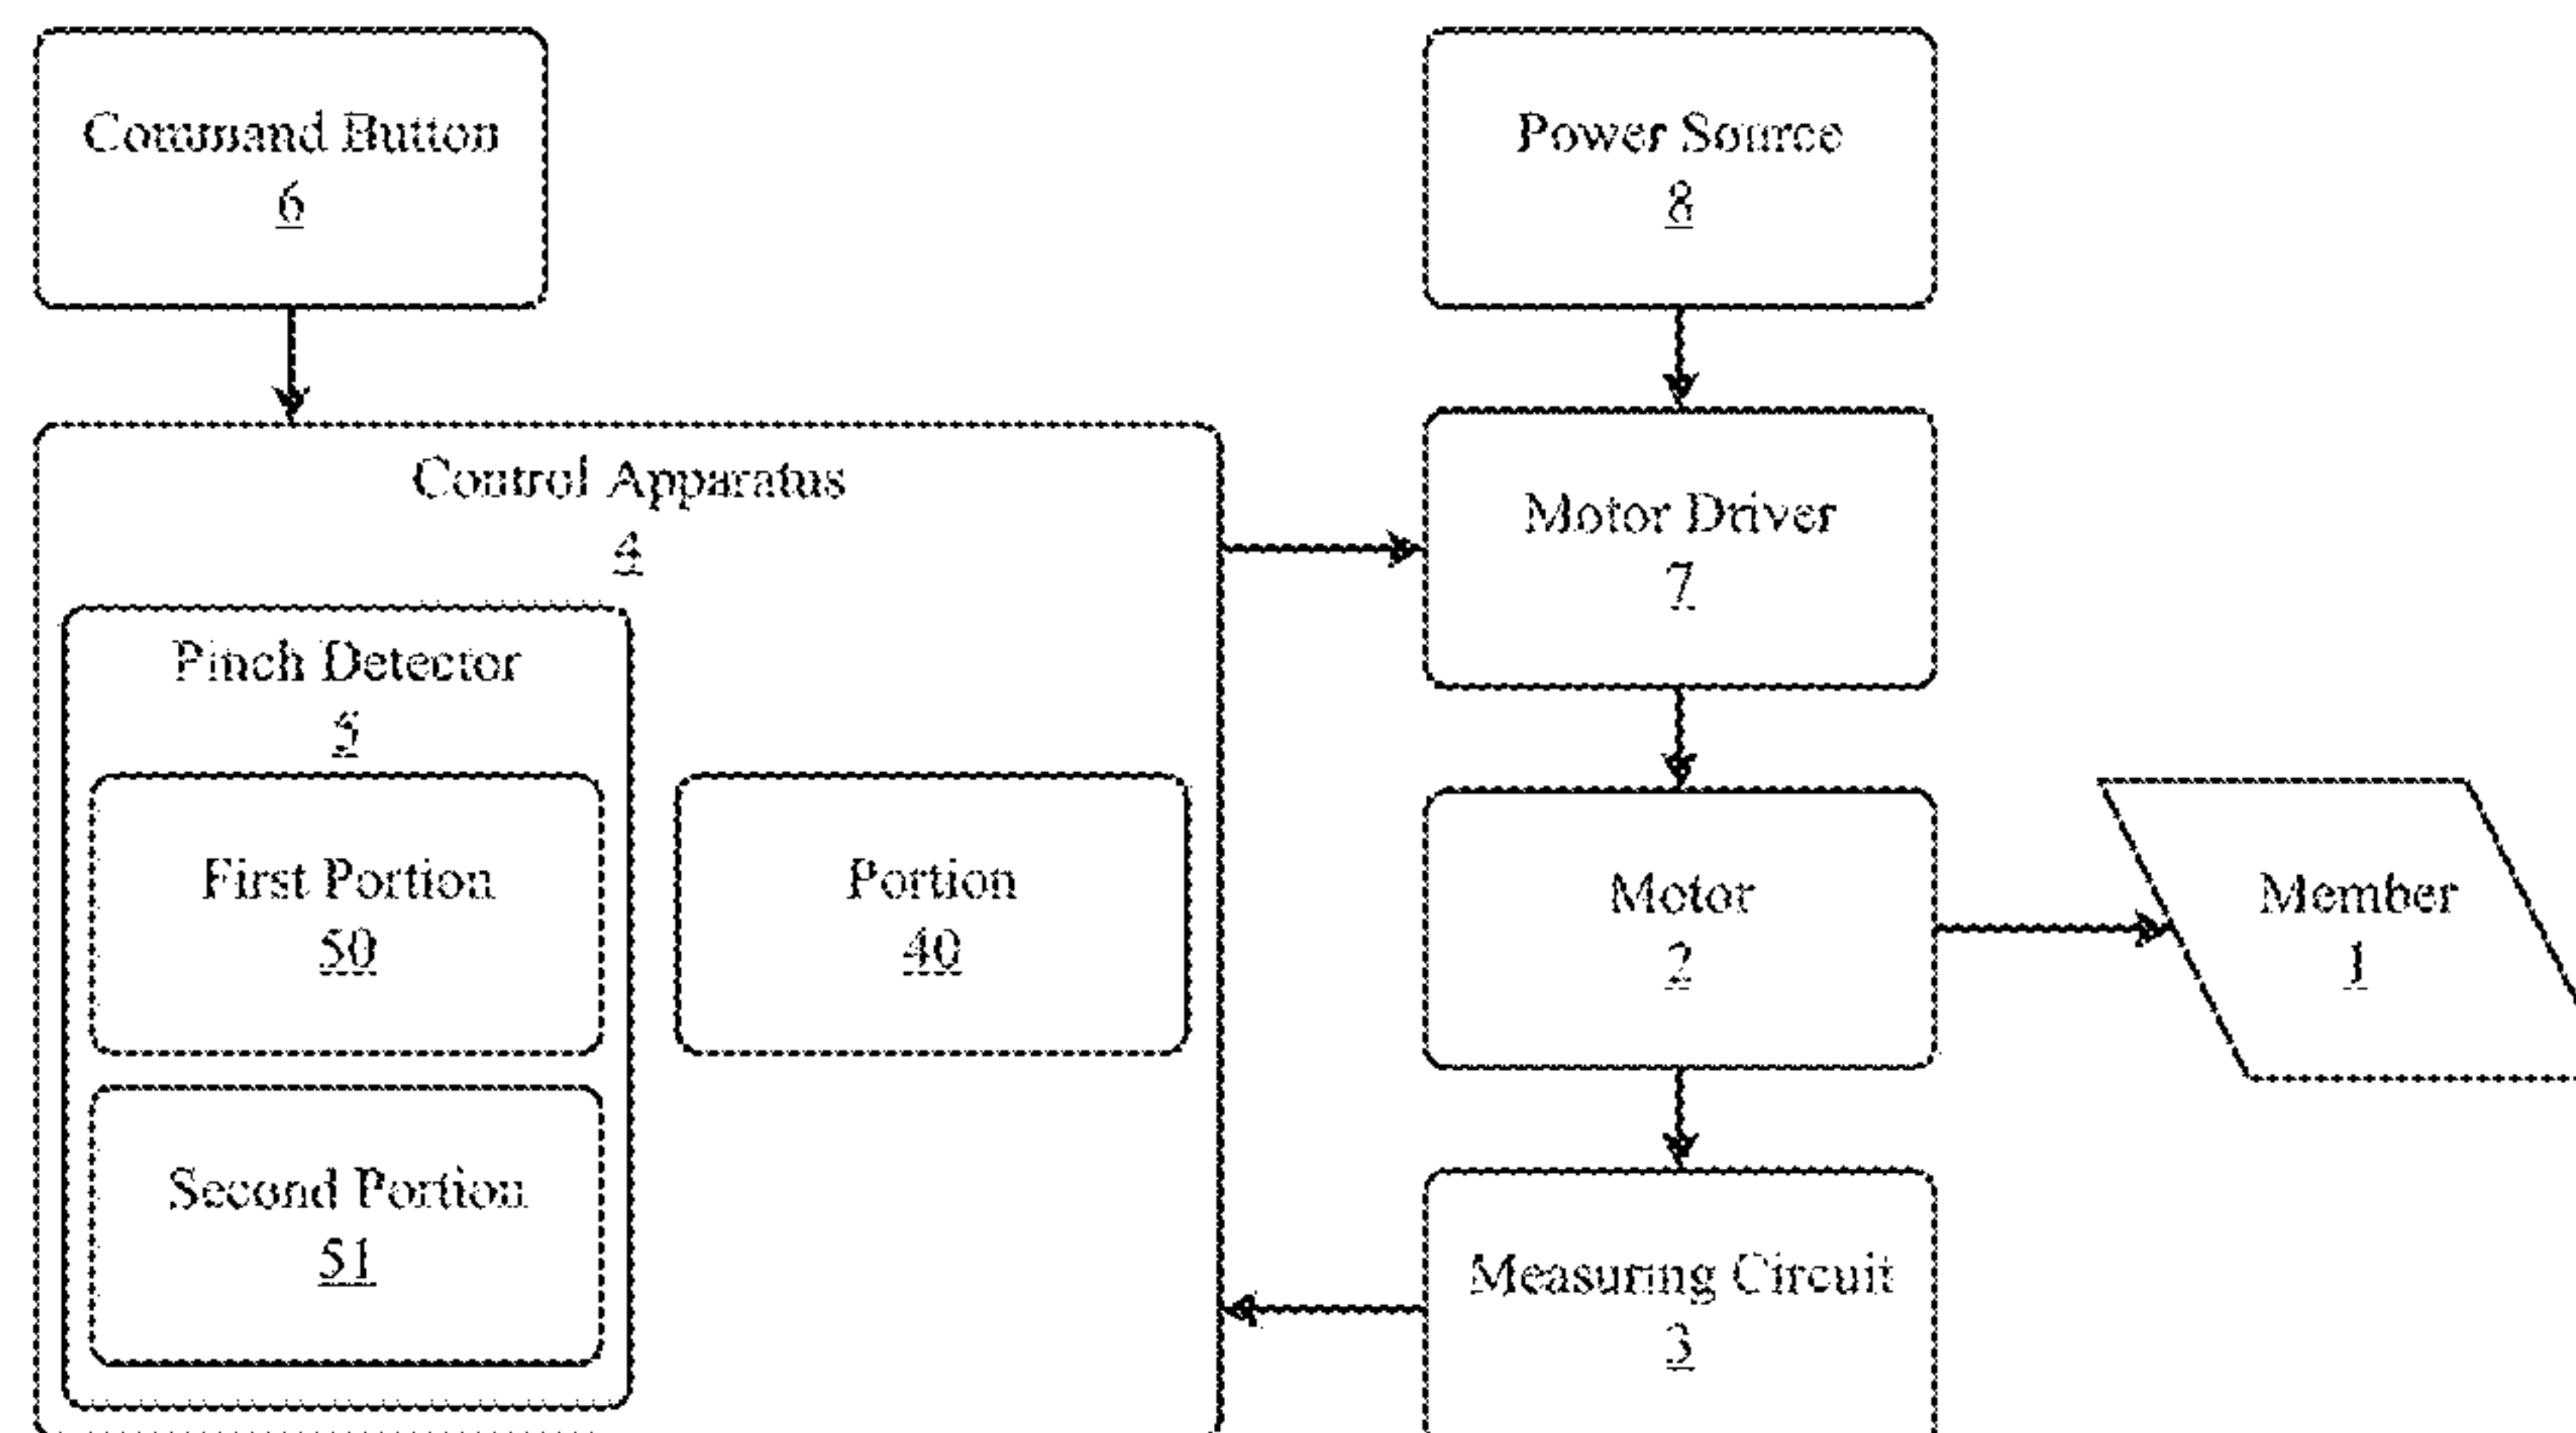 Command Button
6
Power Source
8
Control Apparatus
4
Motor Driver
7
Pinch Detector
5
First Portion
50
Portion
40
Motor
2
Member
1
Second Portion
51
Measuring Circuit
3